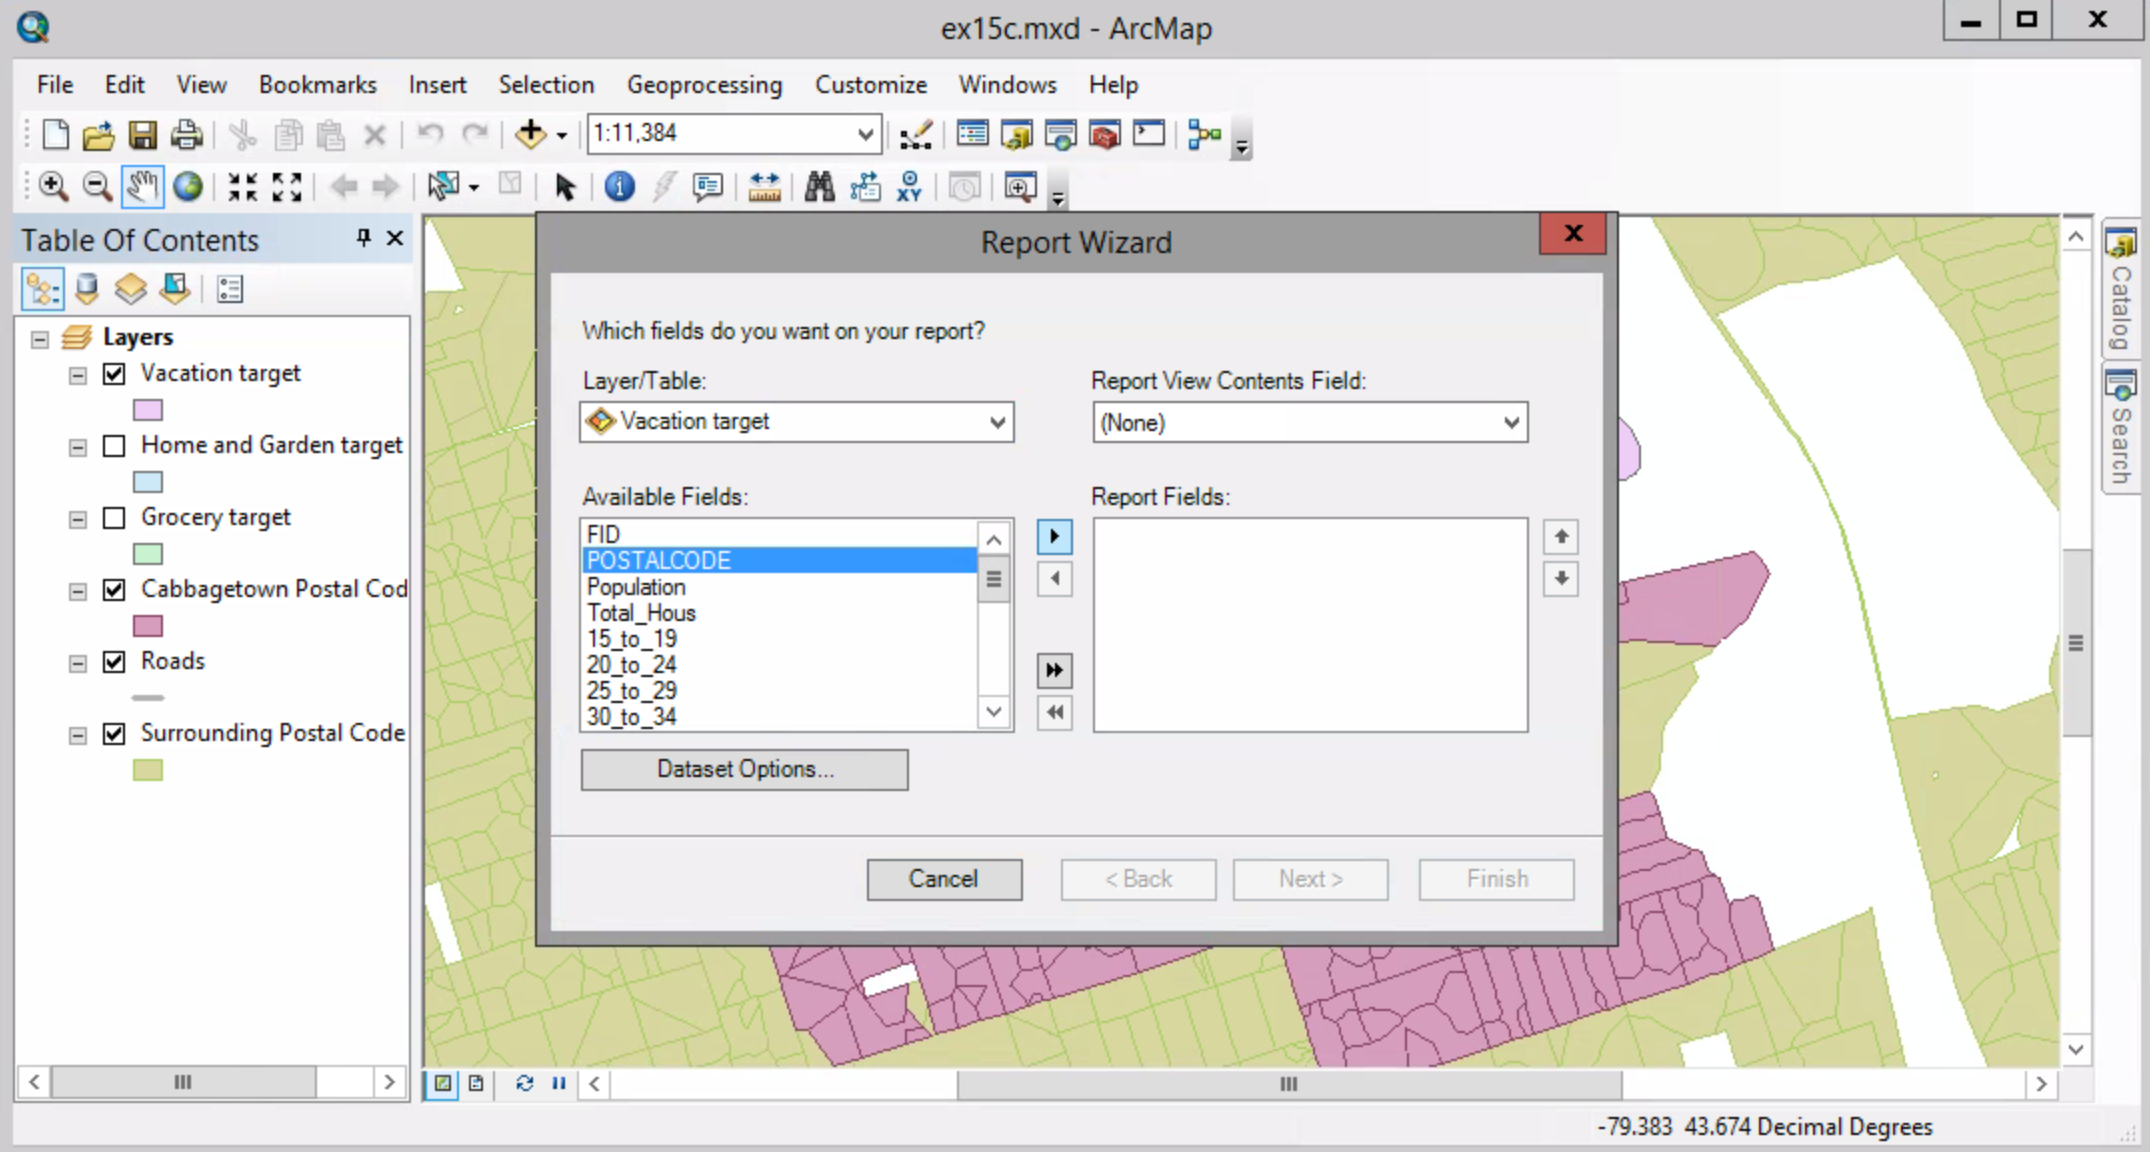 ex15c.mxd - ArcMap
File Edit View Bookmarks Insert Selection Geoprocessing Customize Windows Help
1:11,384
XY
Table Of Contents
Layers
Vacation target
Home and Garden target
Grocery target
Cabbagetown Postal Cod
Roads
Surrounding Postal Code
Report Wizard
Which fields do you want on your report?
Layer/Table:
Vacation target
Report View Contents Field:
(None)
Available Fields:
FID
POSTALCODE
Population
Total_Hous
15_to_19
20_to_24
25_to_29
30_to_34
Report Fields:
Dataset Options...
Cancel
< Back
Next >
Finish
Catalog
Search
-79.383 43.674 Decimal Degrees